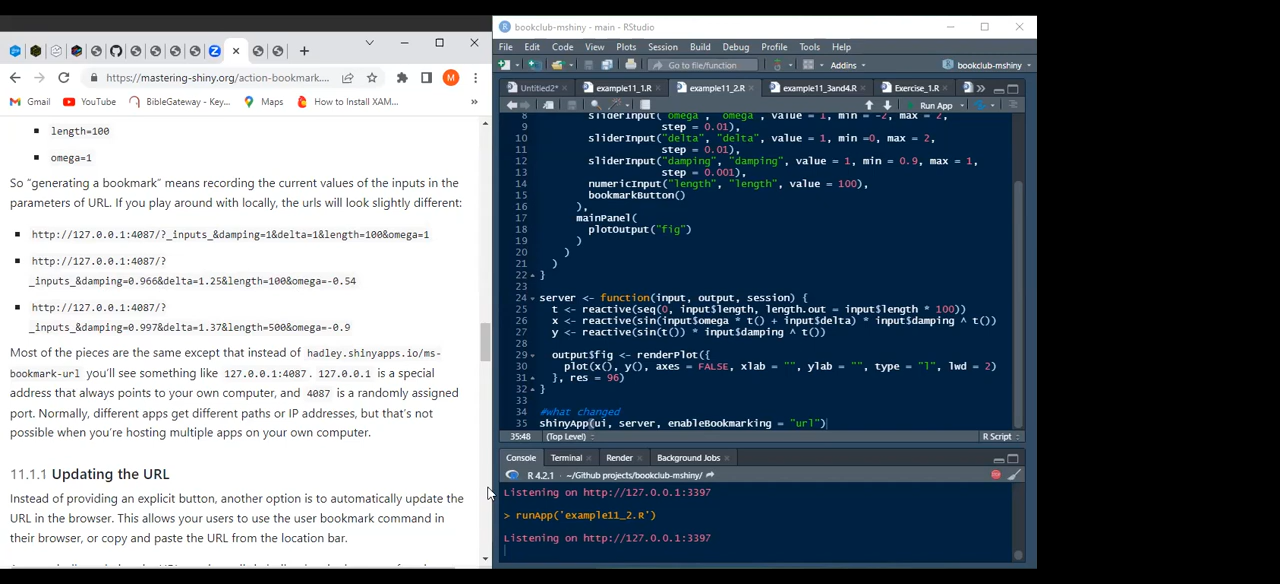 https://mastering-shiny.org/action-bookmark....
M
Gmail
YouTube
BibleGateway - Key...
Maps
How to Install XAM...
»
length=100
omega=1
So “generating a bookmark” means recording the current values of the inputs in the
parameters of URL. If you play around with locally, the urls will look slightly different:
http://127.0.0.1:4087/?_inputs_&damping=1&delta=1&length=100&omega=1
http://127.0.0.1:4087/?
_inputs_&damping=0.966&delta=1.25&length=100&omega=-0.54
http://127.0.0.1:4087/?
_inputs_&damping=0.997&delta=1.37&length=500&omega=-0.9
Most of the pieces are the same except that instead of hadley.shinyapps.io/ms-
bookmark-url you’ll see something like 127.0.0.1:4087. 127.0.0.1 is a special
address that always points to your own computer, and 4087 is a randomly assigned
port. Normally, different apps get different paths or IP addresses, but that’s not
possible when you’re hosting multiple apps on your own computer.
11.1.1 Updating the URL
Instead of providing an explicit button, another option is to automatically update the
URL in the browser. This allows your users to use the user bookmark command in
their browser, or copy and paste the URL from the location bar.
bookclub-mshiny - main - RStudio
File Edit Code View Plots Session Build Debug Profile Tools Help
Go to file/function Addins bookclub-mshiny
Untitled2* example11_1.R example11_2.R example11_3and4.R Exercise_1.R
Run App
8 sliderInput("omega", "omega", value = 1, min = -2, max = 2,
9 step = 0.01),
10 sliderInput("delta", "delta", value = 1, min =0, max = 2,
11 step = 0.01),
12 sliderInput("damping", "damping", value = 1, min = 0.9, max = 1,
13 step = 0.001),
14 numericInput("length", "length", value = 100),
15 bookmarkButton()
16 ),
17 mainPanel(
18 plotOutput("fig")
19 )
20 )
21 )
22 }
23
24 server <- function(input, output, session) {
25 t <- reactive(seq(0, input$length, length.out = input$length * 100))
26 x <- reactive(sin(input$omega * t() + input$delta) * input$damping ^ t())
27 y <- reactive(sin(t()) * input$damping ^ t())
28
29 output$fig <- renderPlot({
30 plot(x(), y(), axes = FALSE, xlab = "", ylab = "", type = "l", lwd = 2)
31 }, res = 96)
32 }
33
34 #what changed
35 shinyApp(ui, server, enableBookmarking = "url")
35:48 (Top Level) R Script
Console Terminal Render Background Jobs
R 4.2.1 · ~/Github projects/bookclub-mshiny/
Listening on http://127.0.0.1:3397
> runApp('example11_2.R')
Listening on http://127.0.0.1:3397